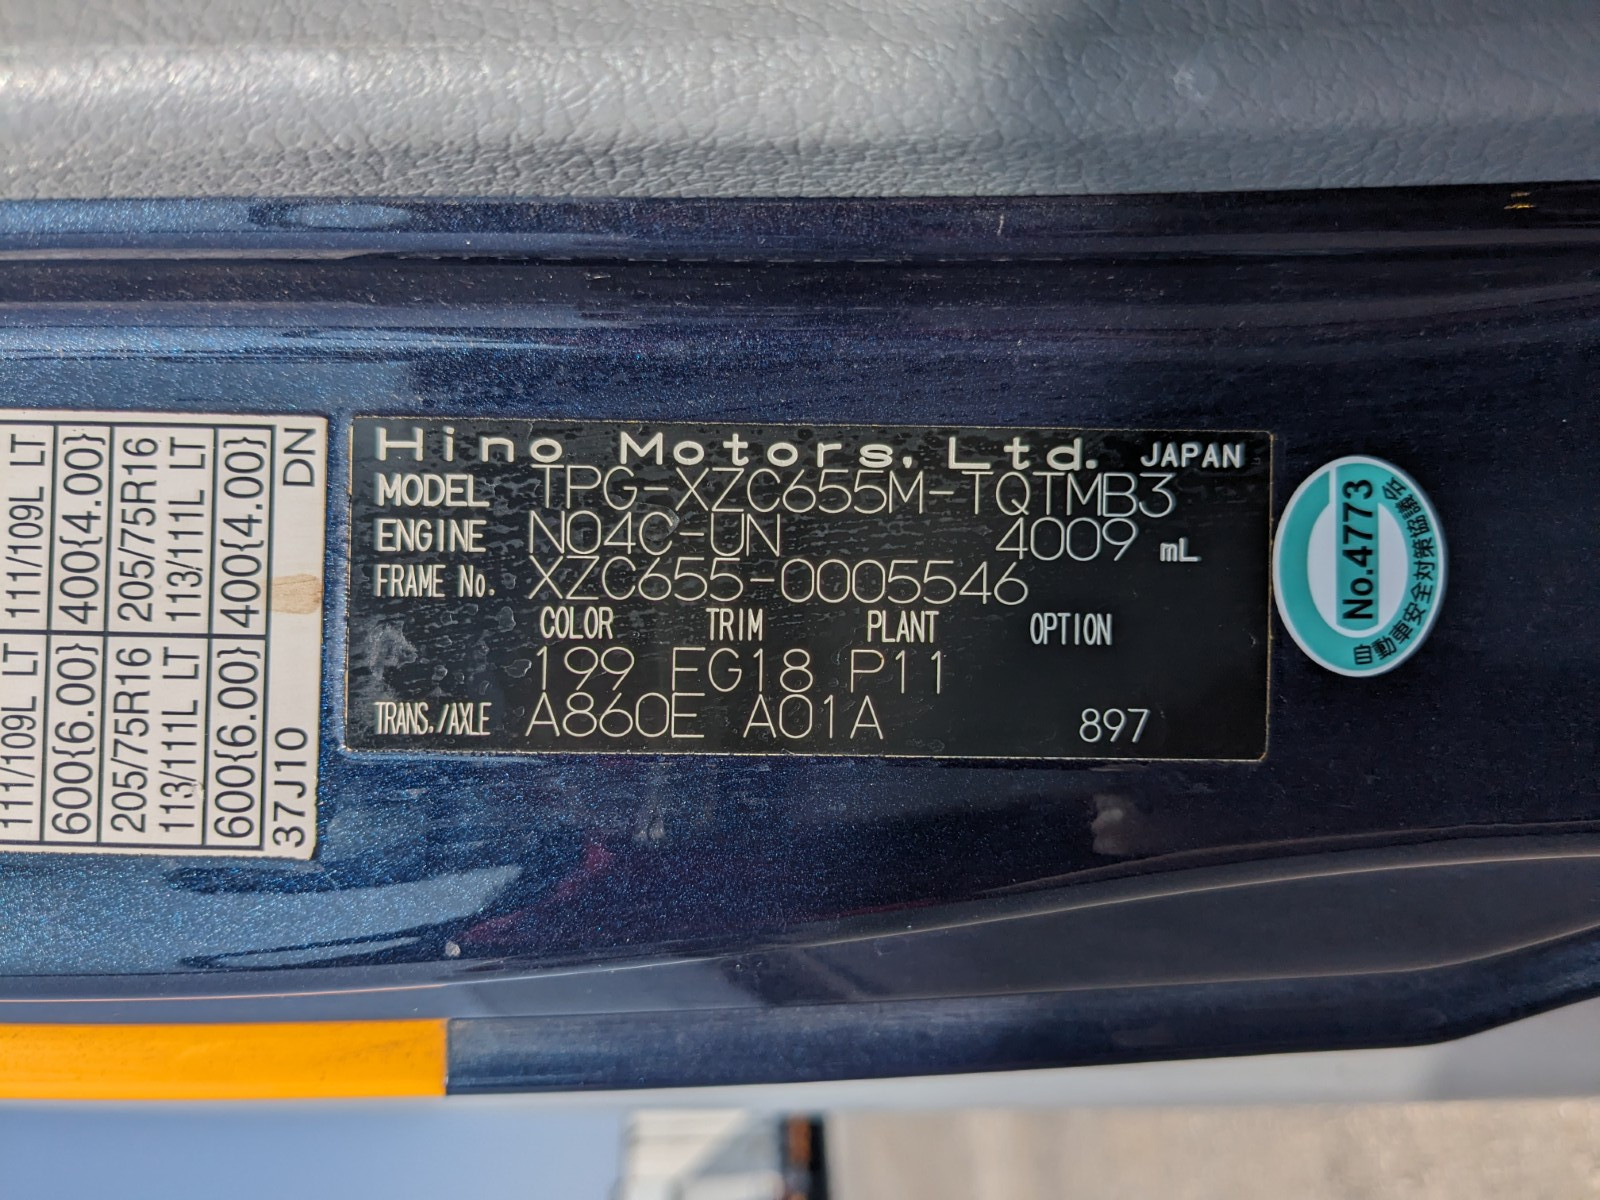 Hino Motors, Ltd. JAPAN
MODEL TPG-XZC655M-TQTMB3
ENGINE N04C-UN 4009 mL
FRAME No. XZC655-0005546
COLOR TRIM PLANT OPTION
199 FG18 P11
TRANS./AXLE A860E A01A 897
111/109L LT 111/109L LT
600{6.00} 400{4.00}
205/75R16 205/75R16
113/111L LT 113/111L LT
600{6.00} 400{4.00}
37J10 DN
No.4773
自動車安全対策協議会